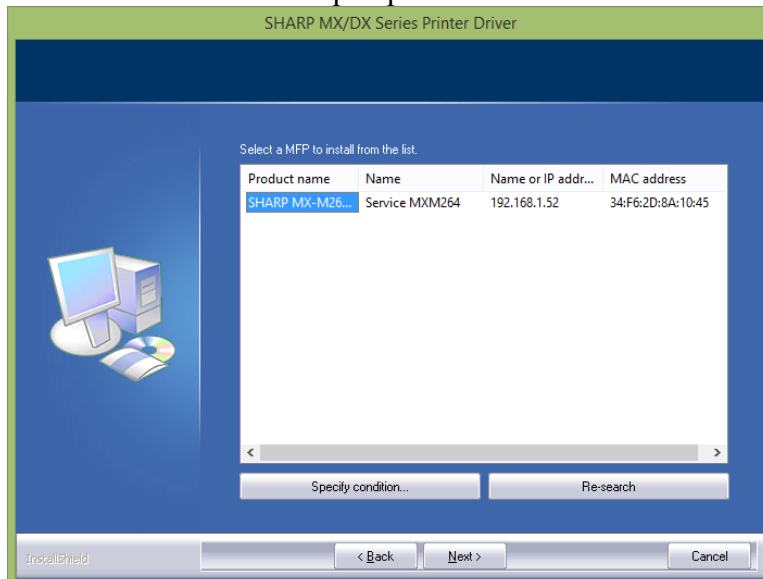 SHARP MX/DX Series Printer Driver
Select a MFP to install from the list.
Product name Name Name or IP addr... MAC address
SHARP MX-M26... Service MXM264 192.168.1.52 34:F6:2D:8A:10:45
Specify condition... Re-search
InstallShield < Back Next > Cancel